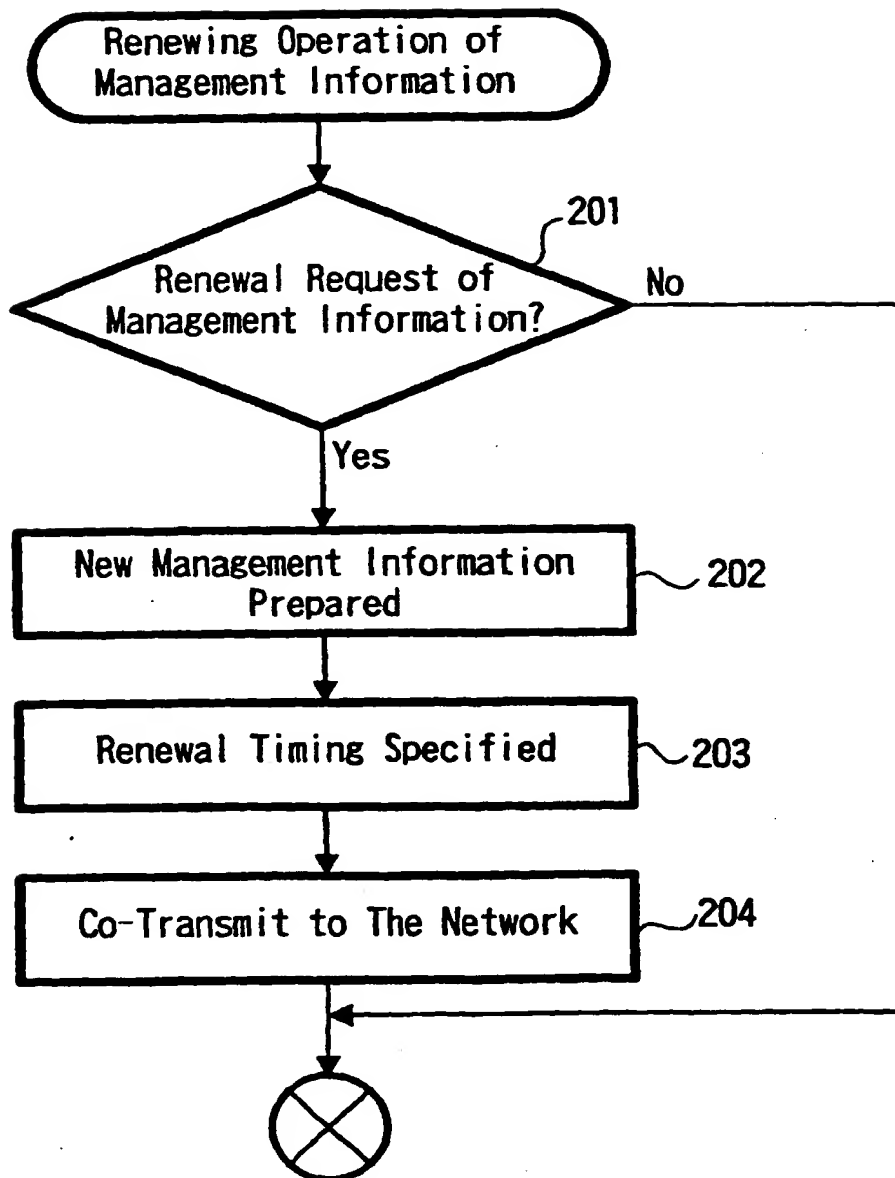 Renewing Operation of
Management Information
201
Renewal Request of
Management Information?
No
Yes
New Management Information
Prepared
202
Renewal Timing Specified
203
Co-Transmit to The Network
204